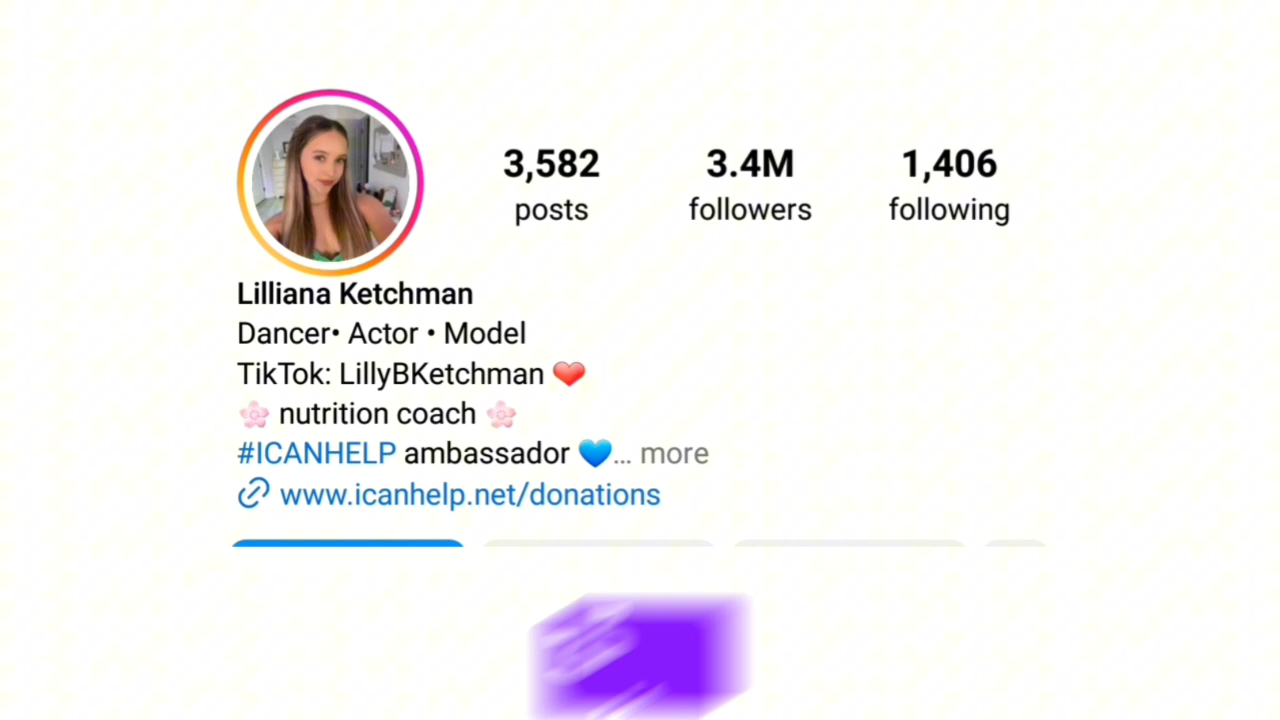 3,582 3.4M 1,406
posts followers following
Lilliana Ketchman
Dancer• Actor • Model
TikTok: LillyBKetchman ❤️
🌸 nutrition coach 🌸
#ICANHELP ambassador 💙... more
www.icanhelp.net/donations